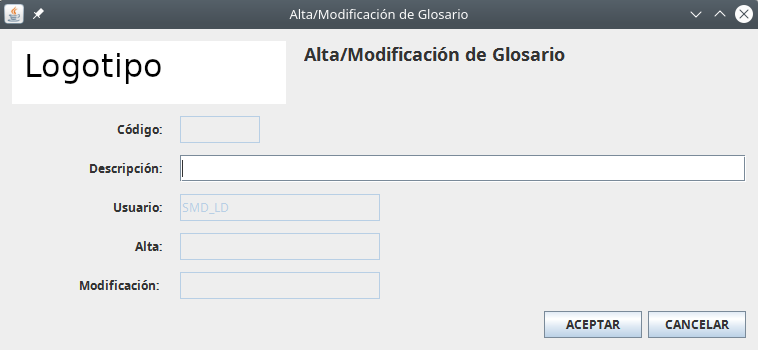 Alta/Modificación de Glosario
Logotipo
Alta/Modificación de Glosario
Código:
Descripción:
Usuario: SMD_LD
Alta:
Modificación:
ACEPTAR CANCELAR